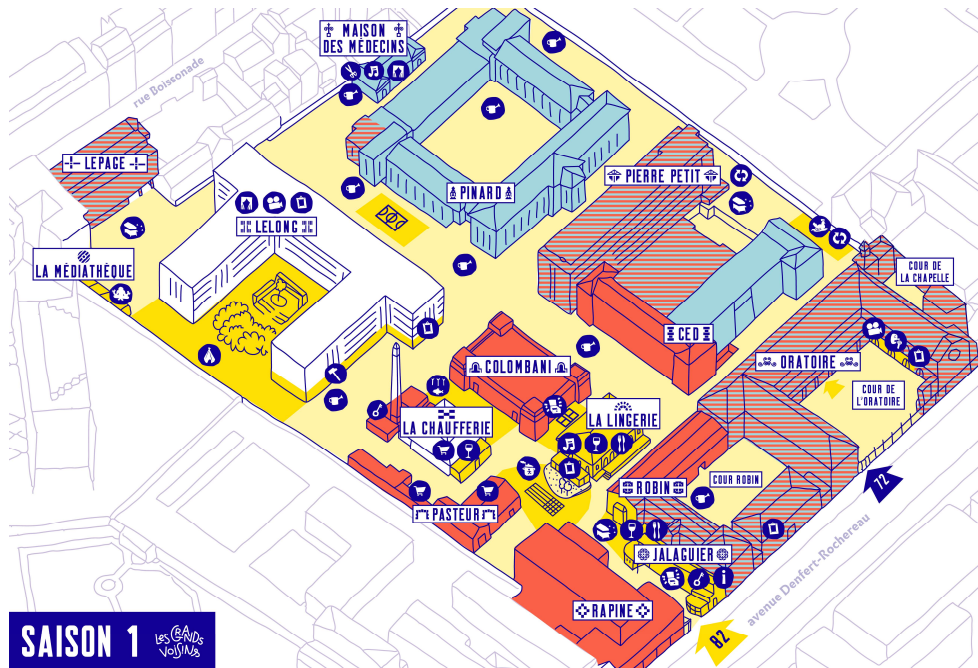 MAISON
DES MÉDECINS
rue Boissonade
LEPAGE
PINARD
PIERRE PETIT
LELONG
LA MÉDIATHÈQUE
COUR DE
LA CHAPELLE
CED
ORATOIRE
COLOMBANI
COUR DE
L'ORATOIRE
LA CHAUFFERIE
LA LINGERIE
ROBIN
COUR ROBIN
72
PASTEUR
JALAGUIER
avenue Denfert-Rochereau
RAPINE
82
SAISON 1
LES GRANDS
VOISINS